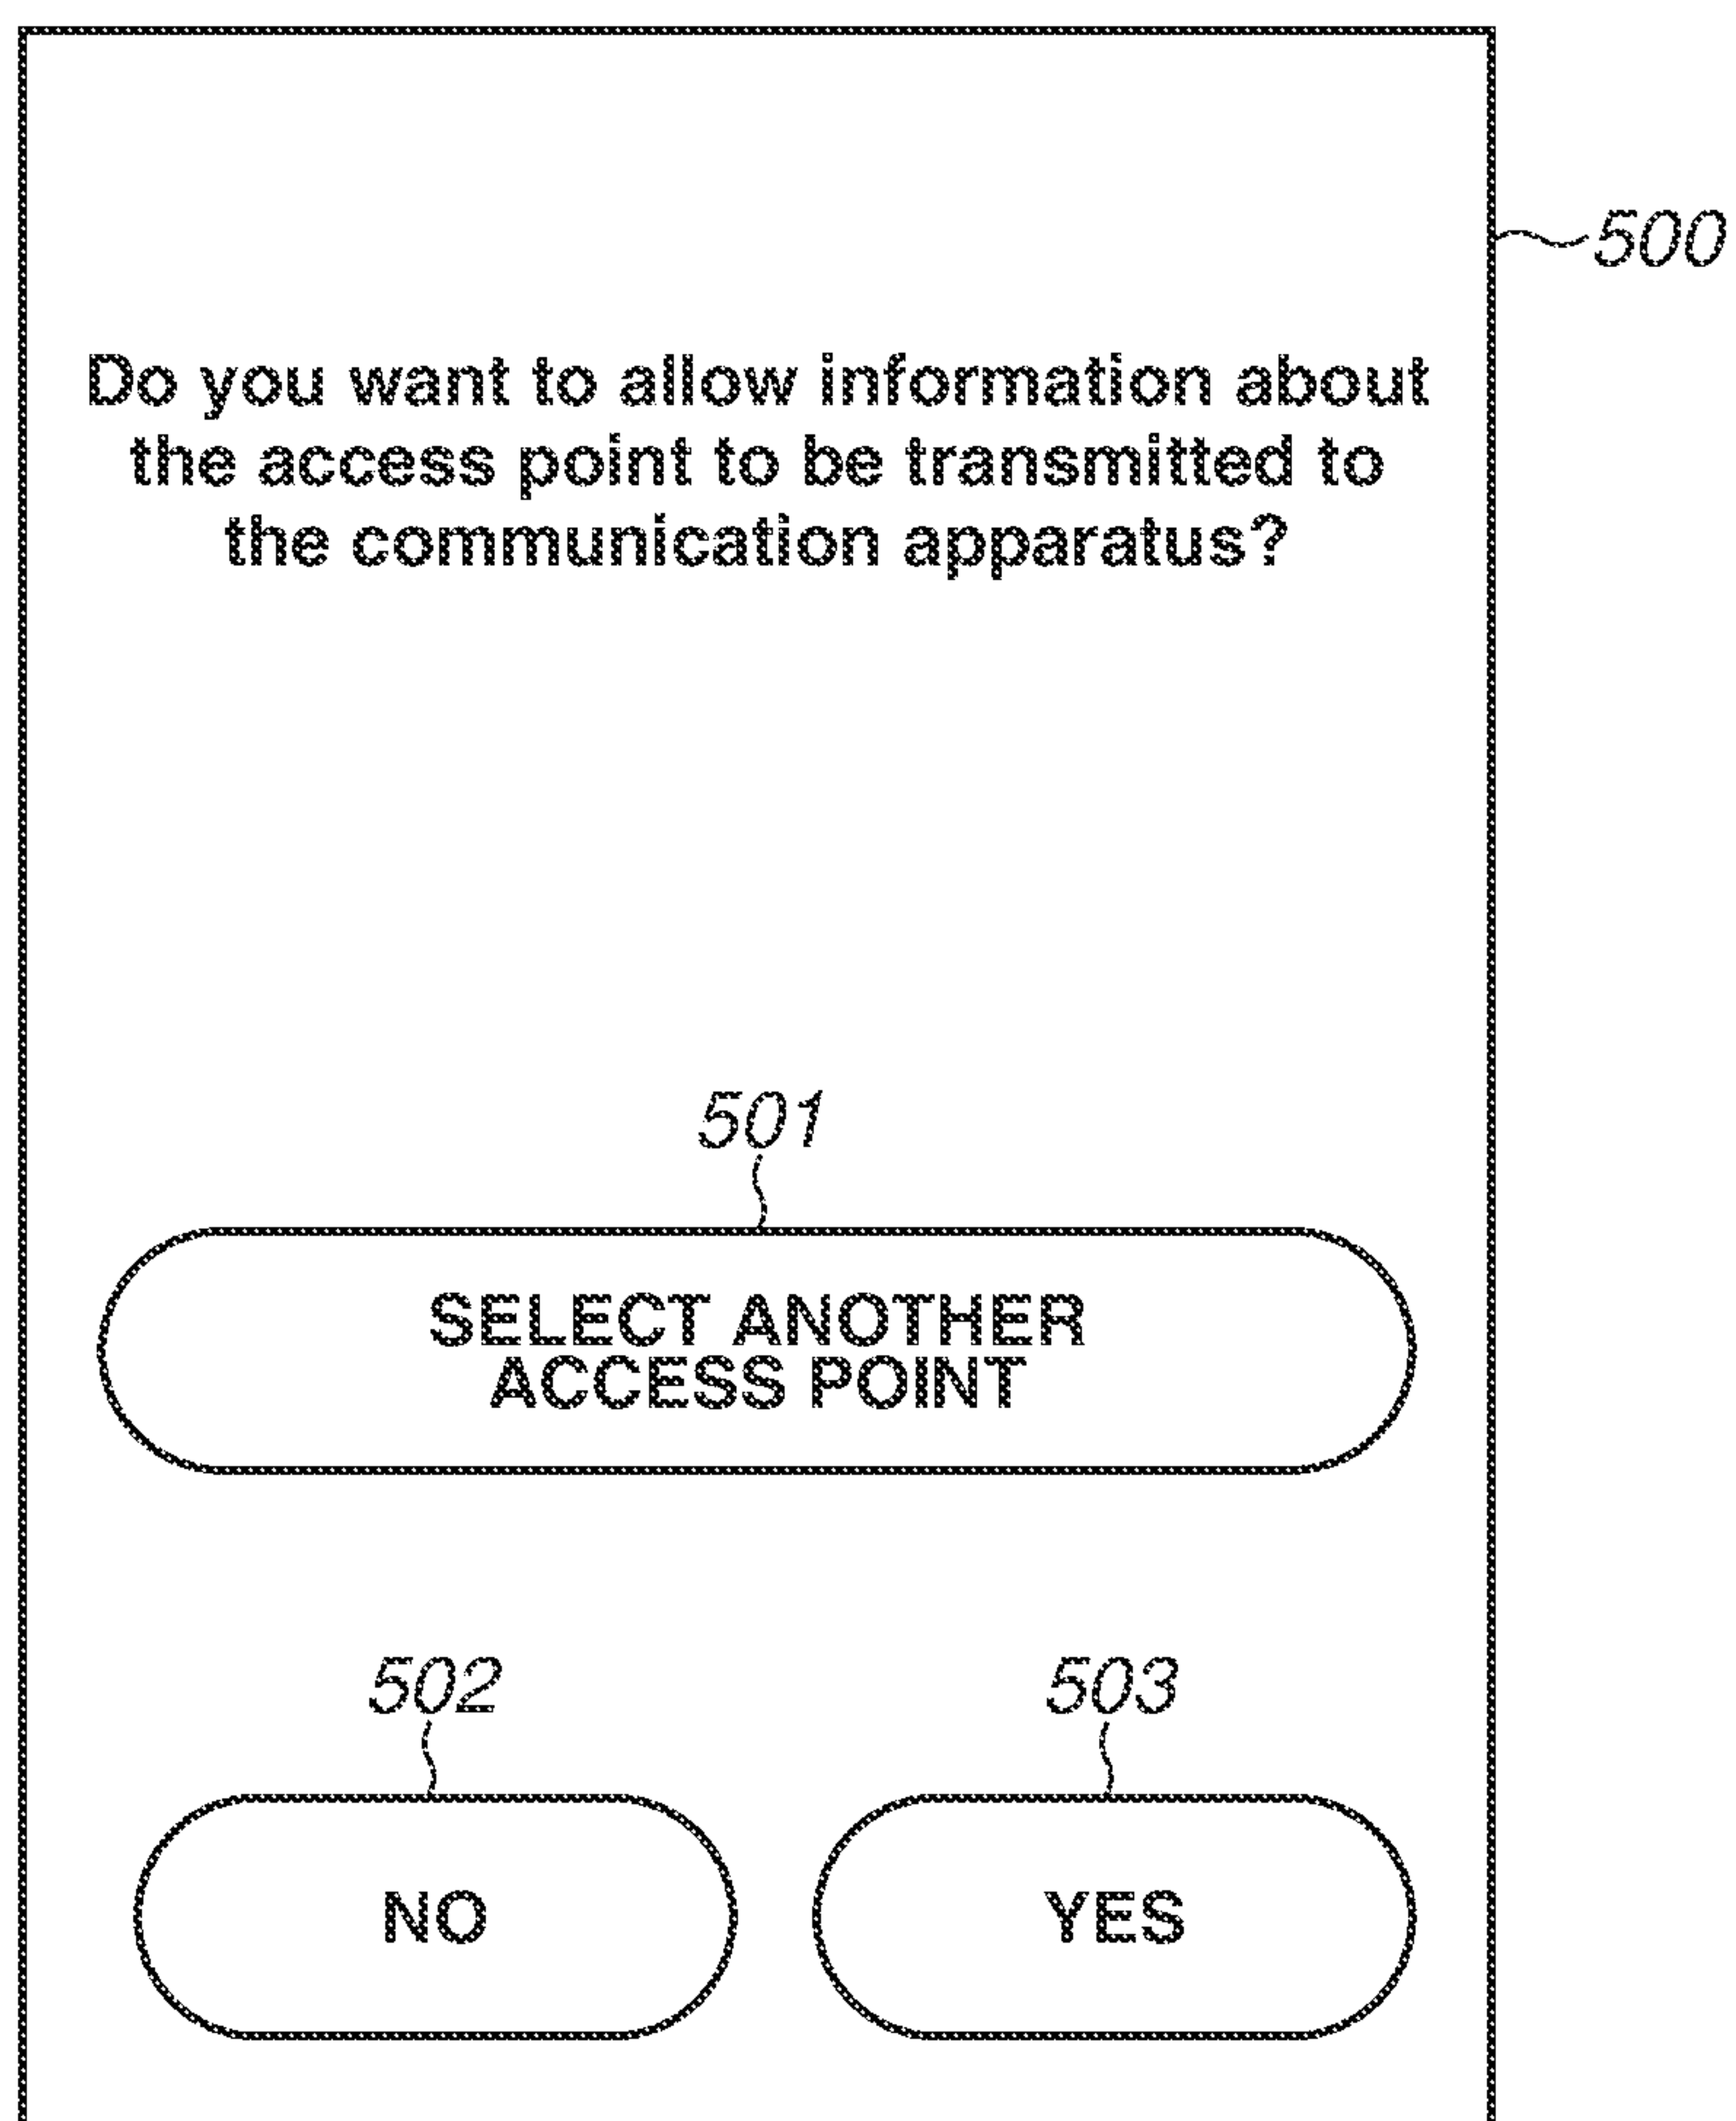 500
Do you want to allow information about
the access point to be transmitted to
the communication apparatus?
501
SELECT ANOTHER
ACCESS POINT
502
503
NO
YES